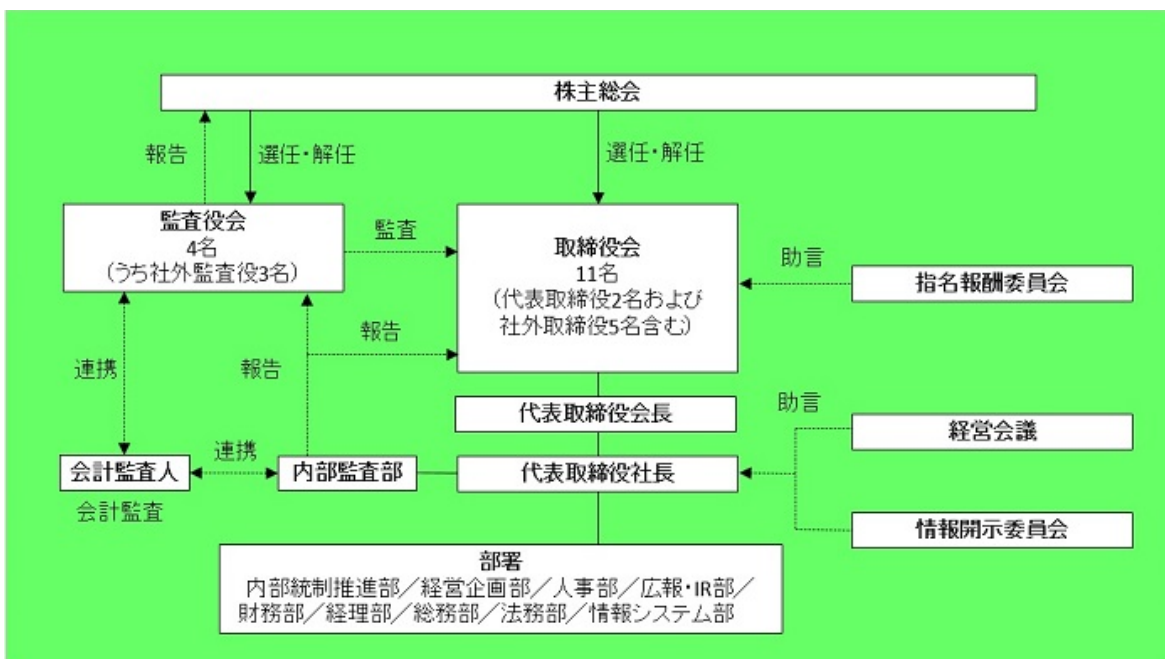 株主総会
報告
選任・解任
選任・解任
監査役会
4名
(うち社外監査役3名)
監査
取締役会
11名
(代表取締役2名および
社外取締役5名含む)
助言
指名報酬委員会
報告
連携
報告
代表取締役会長
助言
経営会議
会計監査人
連携
内部監査部
代表取締役社長
会計監査
情報開示委員会
部署
内部統制推進部/経営企画部/人事部/広報・IR部/
財務部/経理部/総務部/法務部/情報システム部